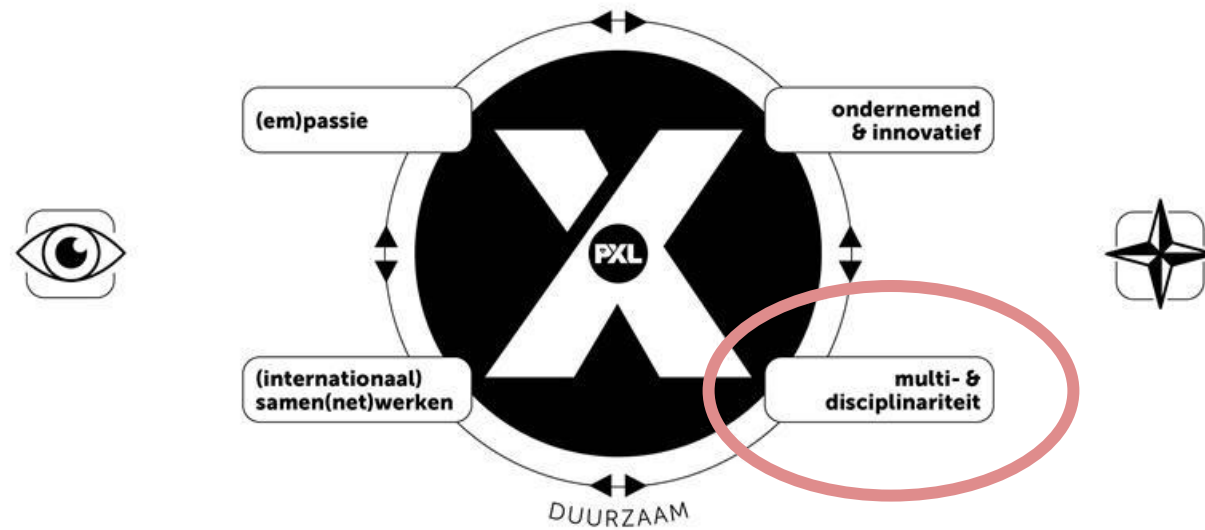 (em)passie
ondernemend
& innovatief
PXL
(internationaal)
samen(net)werken
multi- &
disciplinariteit
DUURZAAM